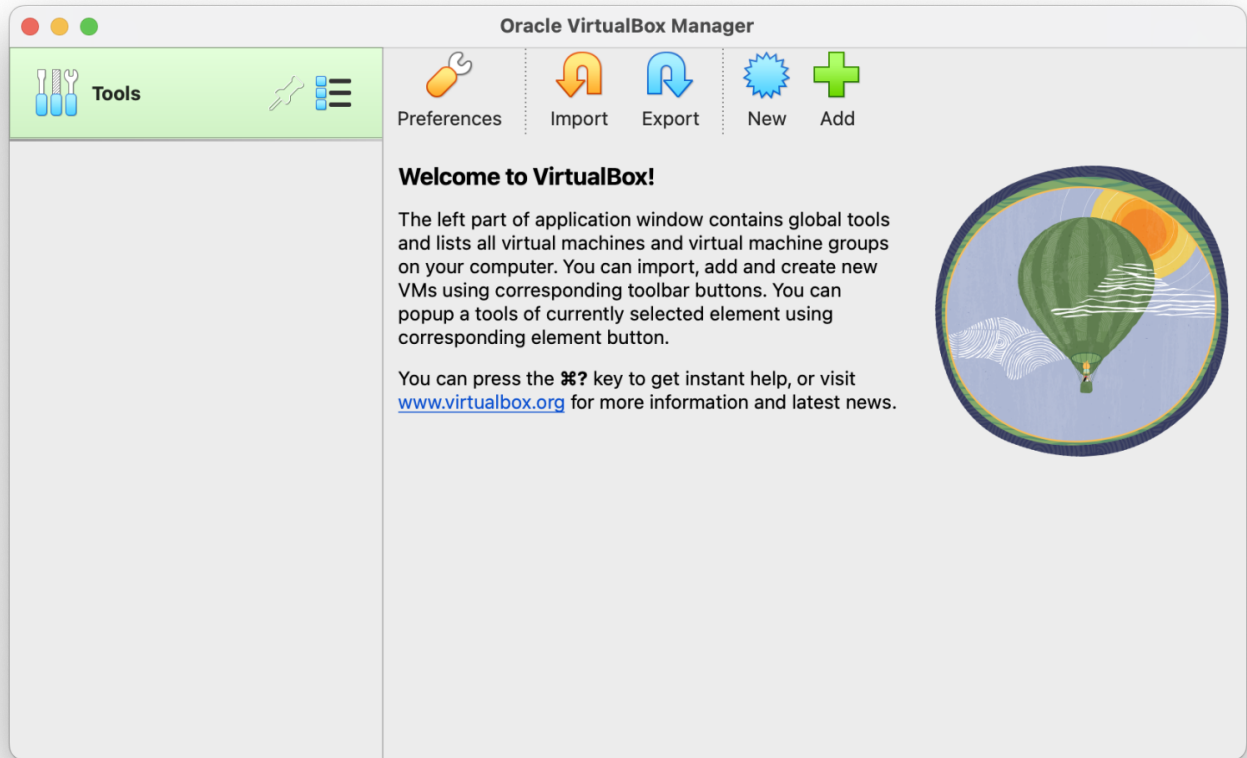 Oracle VirtualBox Manager
Tools
Preferences
Import
Export
New
Add
Welcome to VirtualBox!
The left part of application window contains global tools
and lists all virtual machines and virtual machine groups
on your computer. You can import, add and create new
VMs using corresponding toolbar buttons. You can
popup a tools of currently selected element using
corresponding element button.
You can press the ⌘? key to get instant help, or visit
www.virtualbox.org for more information and latest news.